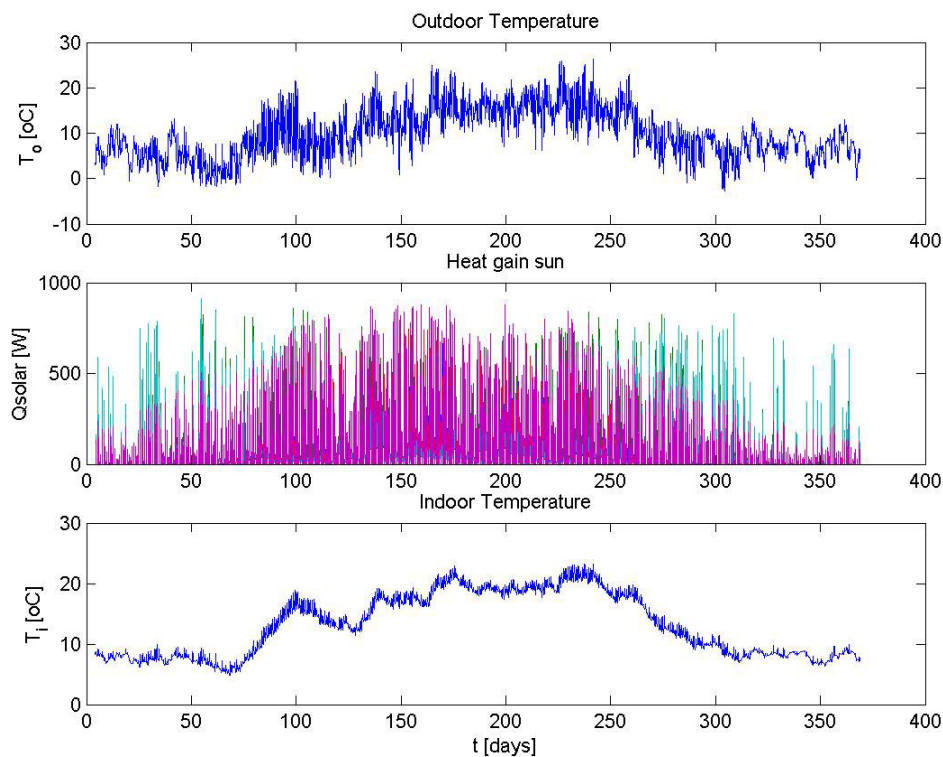 Outdoor Temperature
30
20
10
0
-10
T_o [oC]
0 50 100 150 200 250 300 350 400
Heat gain sun
1000
500
0
Qsolar [W]
0 50 100 150 200 250 300 350 400
Indoor Temperature
30
20
10
0
T_i [oC]
0 50 100 150 200 250 300 350 400
t [days]